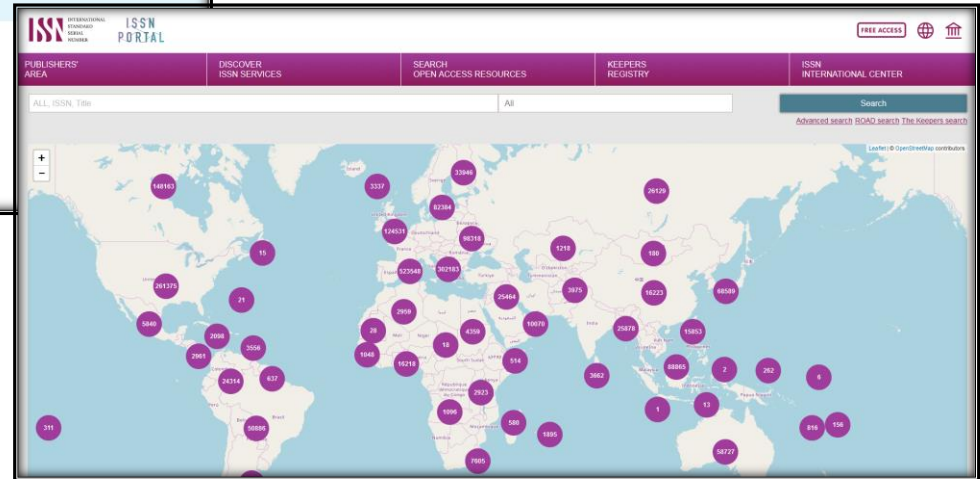 INTERNATIONAL
STANDARD
SERIAL
NUMBER
ISSN
ISSN
PORTAL
FREE ACCESS
PUBLISHERS'
AREA
DISCOVER
ISSN SERVICES
SEARCH
OPEN ACCESS RESOURCES
KEEPERS
REGISTRY
ISSN
INTERNATIONAL CENTER
ALL, ISSN, Title
All
Search
Advanced search ROAD search The Keepers search
+
−
Leaflet | © OpenStreetMap contributors
148163
3337
33946
26129
82384
124531
98318
15
1218
180
523548
302183
261375
21
25464
3975
16223
68589
5840
2959
10070
2098
28
4359
25878
15853
2961
3556
1848
18
514
24314
637
16218
3662
88865
2
262
6
2923
1096
1
13
311
50886
586
1895
816
156
58727
7605